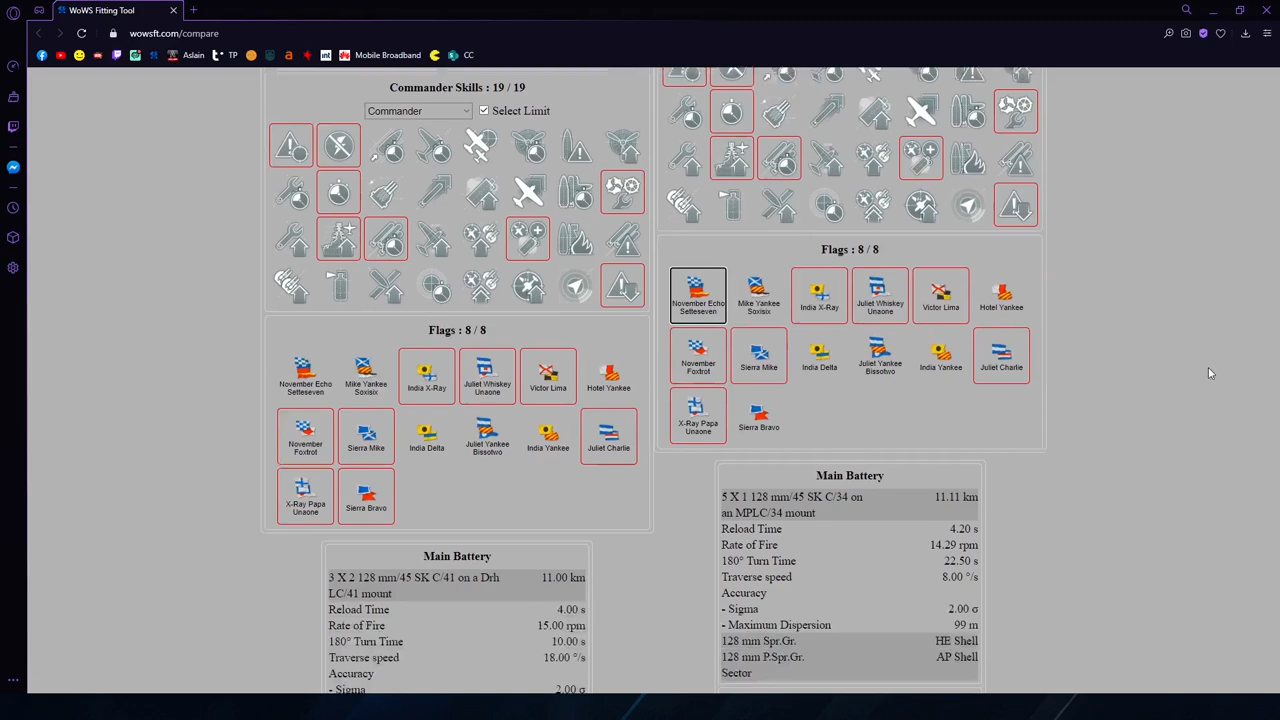 WoWS Fitting Tool
wowsft.com/compare
Aslain
TP
int
Mobile Broadband
CC
Commander Skills : 19 / 19
Commander
Select Limit
Flags : 8 / 8
November Echo
Setteseven
Mike Yankee
Soxisix
India X-Ray
Juliet Whiskey
Unaone
Victor Lima
Hotel Yankee
November
Foxtrot
Sierra Mike
India Delta
Juliet Yankee
Bissotwo
India Yankee
Juliet Charlie
X-Ray Papa
Unaone
Sierra Bravo
Main Battery
3 X 2 128 mm/45 SK C/41 on a Drh 11.00 km
LC/41 mount
Reload Time 4.00 s
Rate of Fire 15.00 rpm
180° Turn Time 10.00 s
Traverse speed 18.00 °/s
Accuracy
- Sigma 2.00 σ
Flags : 8 / 8
November Echo
Setteseven
Mike Yankee
Soxisix
India X-Ray
Juliet Whiskey
Unaone
Victor Lima
Hotel Yankee
November
Foxtrot
Sierra Mike
India Delta
Juliet Yankee
Bissotwo
India Yankee
Juliet Charlie
X-Ray Papa
Unaone
Sierra Bravo
Main Battery
5 X 1 128 mm/45 SK C/34 on 11.11 km
an MPLC/34 mount
Reload Time 4.20 s
Rate of Fire 14.29 rpm
180° Turn Time 22.50 s
Traverse speed 8.00 °/s
Accuracy
- Sigma 2.00 σ
- Maximum Dispersion 99 m
128 mm Spr.Gr. HE Shell
128 mm P.Spr.Gr. AP Shell
Sector